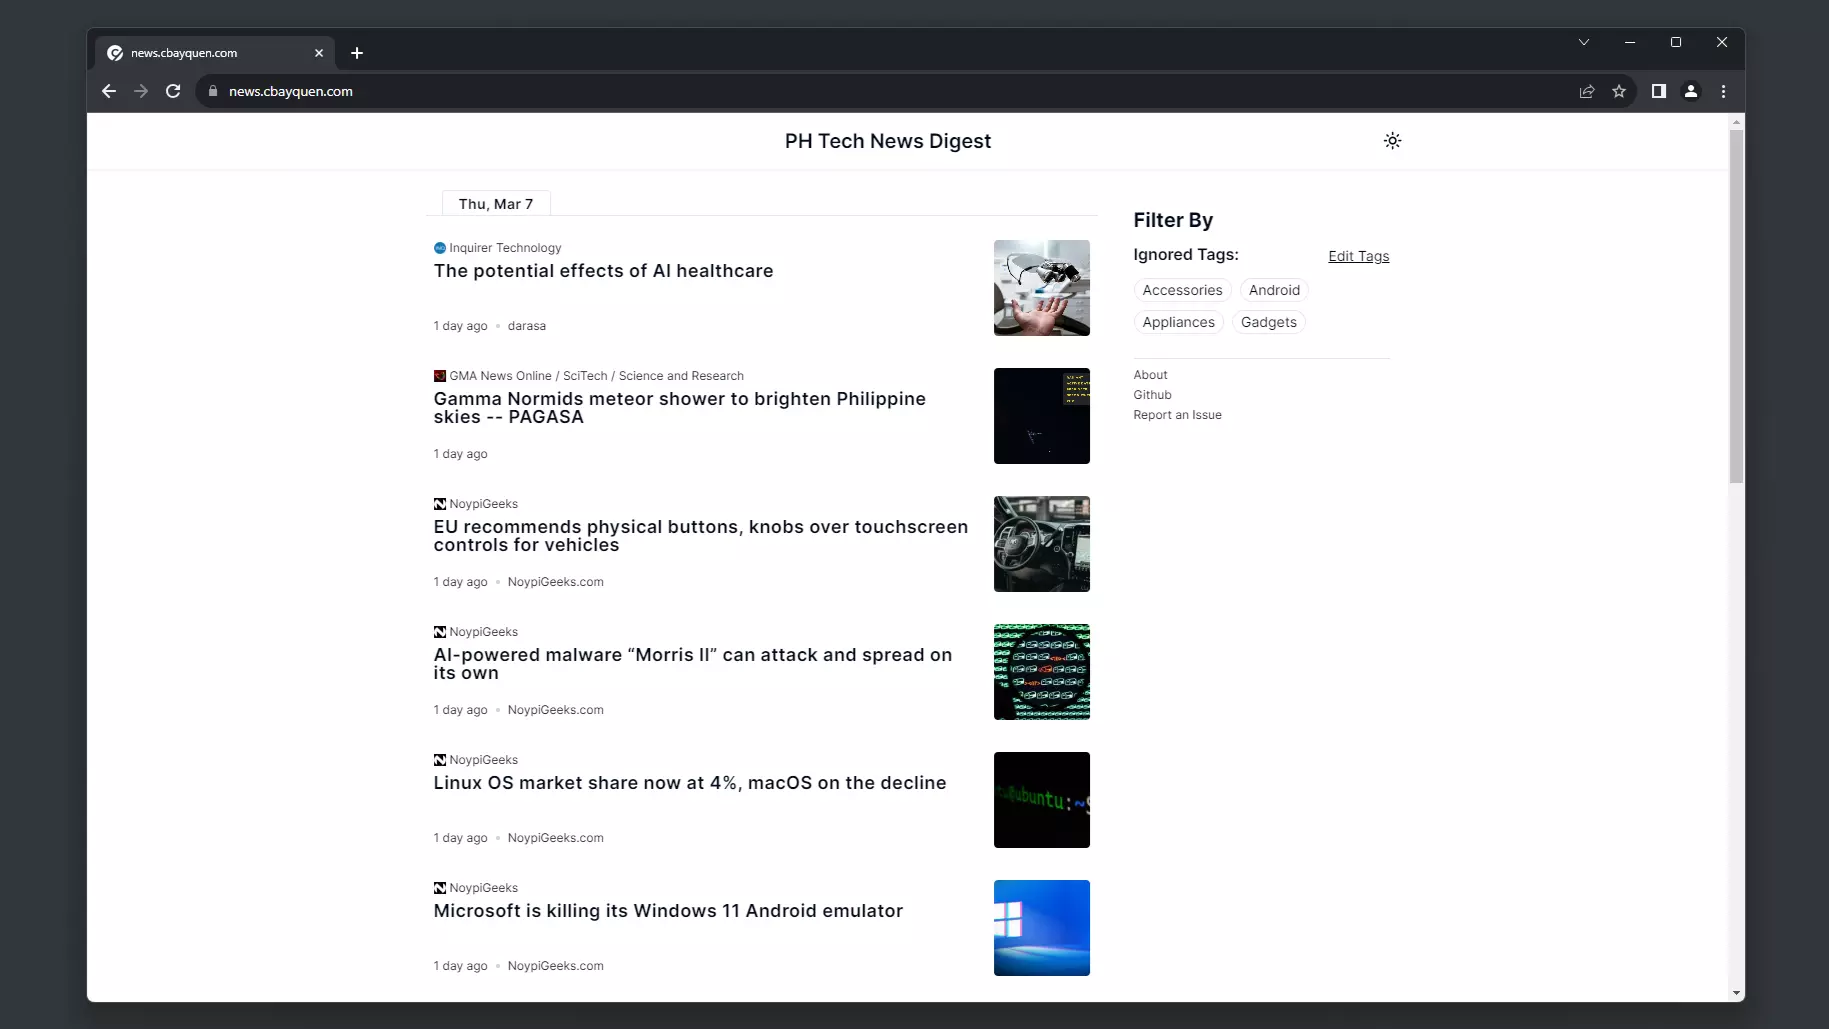 news.cbayquen.com
news.cbayquen.com
PH Tech News Digest
Thu, Mar 7
Inquirer Technology
The potential effects of AI healthcare
1 day ago • darasa
GMA News Online / SciTech / Science and Research
Gamma Normids meteor shower to brighten Philippine
skies -- PAGASA
1 day ago
NoypiGeeks
EU recommends physical buttons, knobs over touchscreen
controls for vehicles
1 day ago • NoypiGeeks.com
NoypiGeeks
AI-powered malware “Morris II” can attack and spread on
its own
1 day ago • NoypiGeeks.com
NoypiGeeks
Linux OS market share now at 4%, macOS on the decline
ubuntu:~$
1 day ago • NoypiGeeks.com
NoypiGeeks
Microsoft is killing its Windows 11 Android emulator
1 day ago • NoypiGeeks.com
Filter By
Ignored Tags:
Edit Tags
Accessories
Android
Appliances
Gadgets
About
Github
Report an Issue